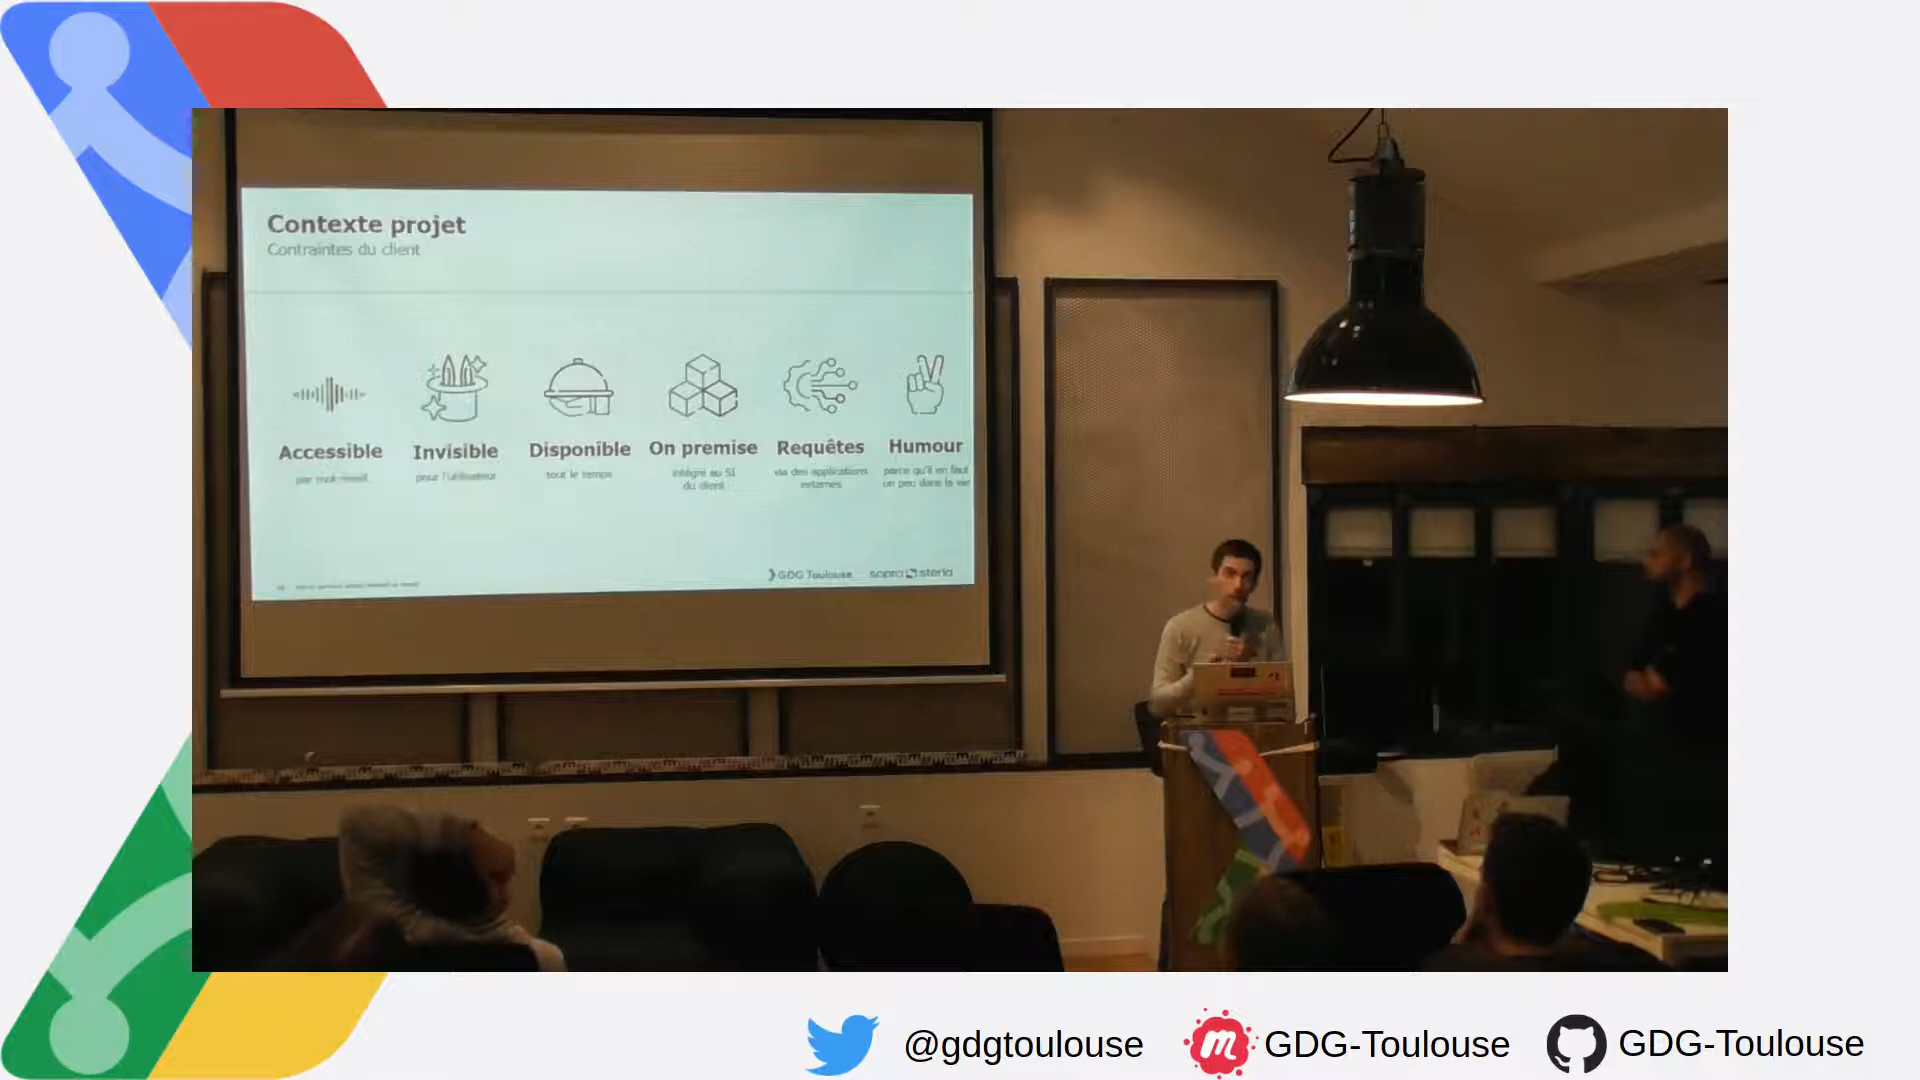 Contexte projet
Contraintes du client
Accessible
Invisible
pour l'utilisateur
Disponible
tout le temps
On premise
intégré au SI
du client
Requêtes
via des applications
externes
Humour
parce qu'il en faut
un peu dans la vie
GDG Toulouse
sopra steria
@gdgtoulouse
GDG-Toulouse
GDG-Toulouse